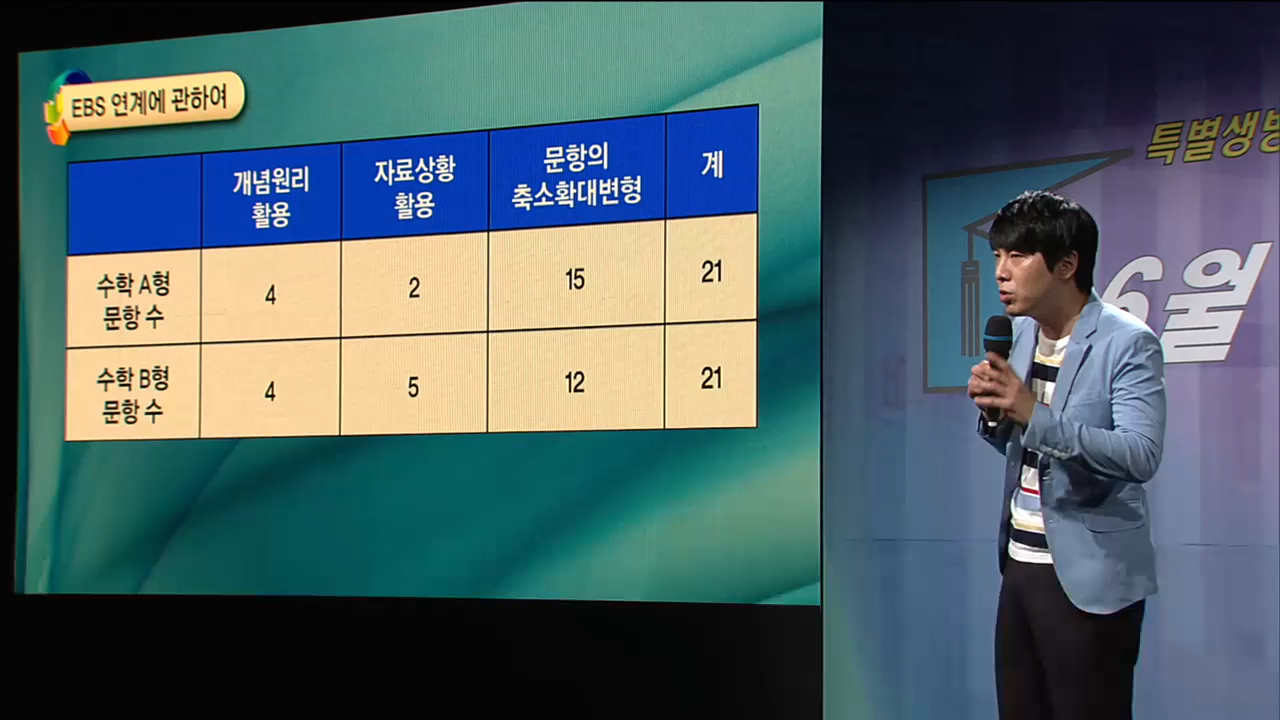 EBS 연계에 관하여
개념원리
활용
자료상황
활용
문항의
축소확대변형
계
수학 A형
문항 수
4
2
15
21
수학 B형
문항 수
4
5
12
21
특별생방
6월